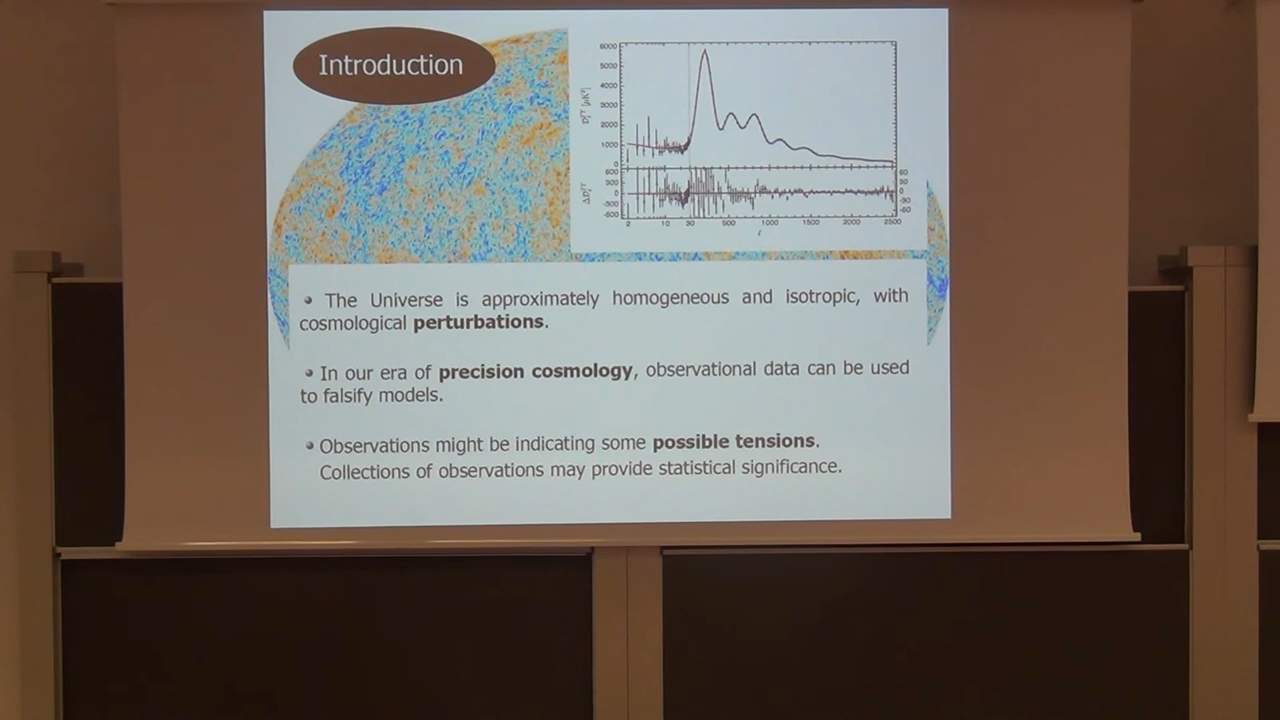 Introduction
6000
5000
4000
3000
2000
1000
0
600
300
0
-300
-600
60
30
0
-30
-60
2 10 30 500 1000 1500 2000 2500
ℓ
• The Universe is approximately homogeneous and isotropic, with
cosmological perturbations.
• In our era of precision cosmology, observational data can be used
to falsify models.
• Observations might be indicating some possible tensions.
Collections of observations may provide statistical significance.